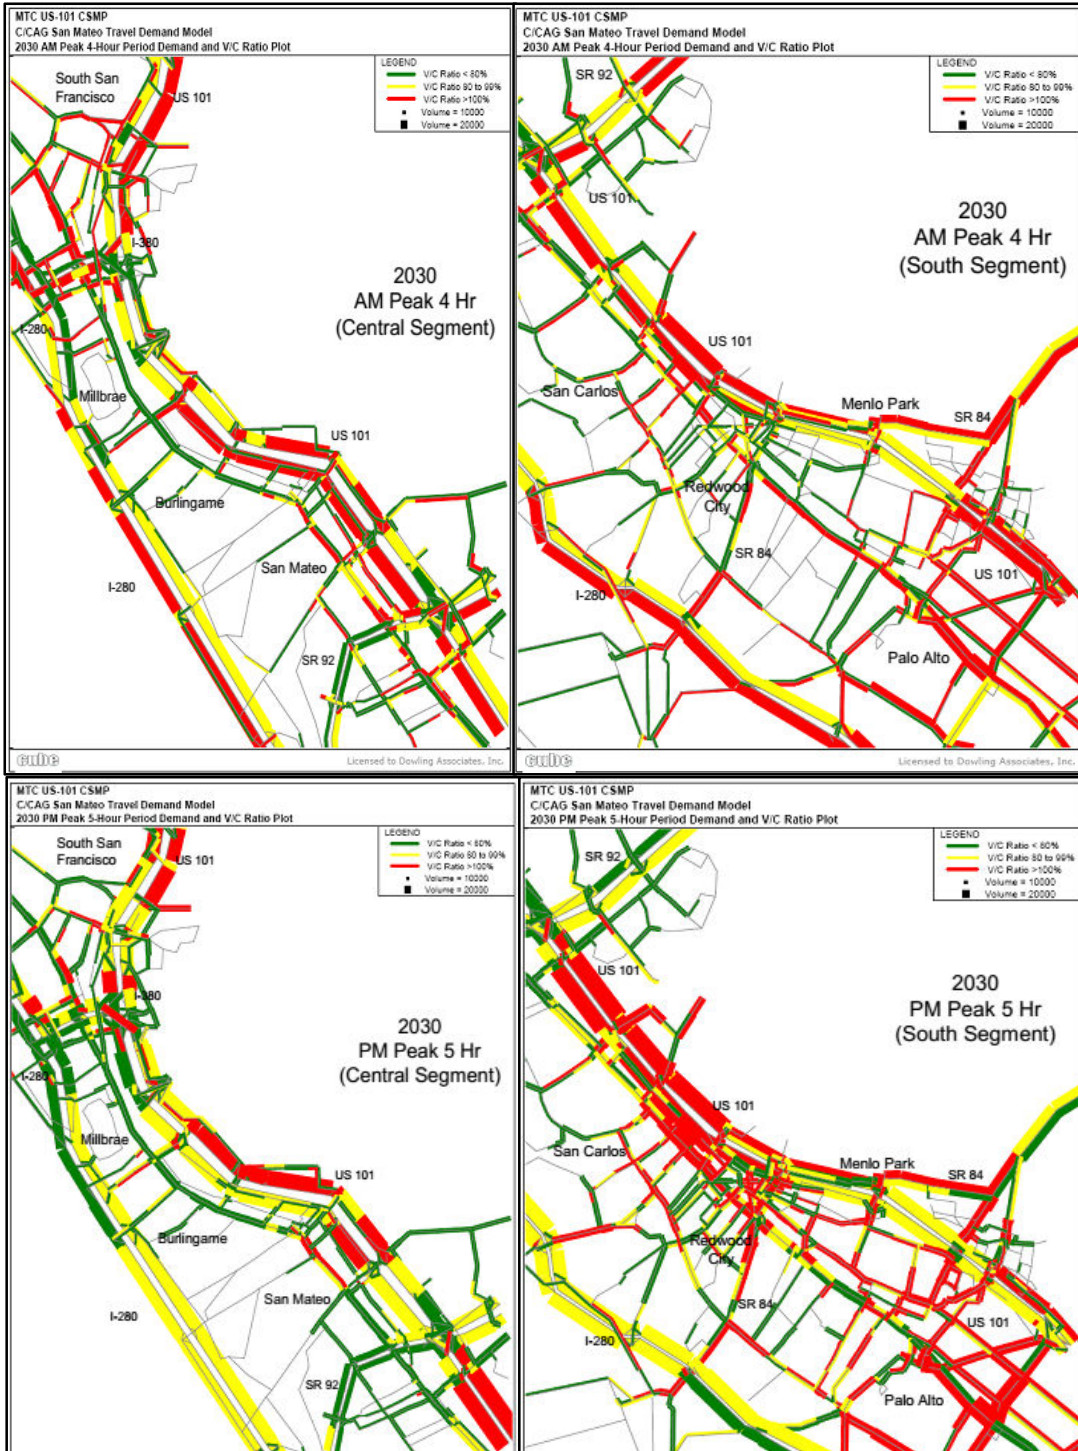 MTC US-101 CSMP
C/CAG San Mateo Travel Demand Model
2030 AM Peak 4-Hour Period Demand and V/C Ratio Plot
LEGEND
V/C Ratio < 80%
V/C Ratio 80 to 99%
V/C Ratio >100%
Volume = 10000
Volume = 20000
South San
Francisco
US 101
I-380
2030
AM Peak 4 Hr
(Central Segment)
I-280
Millbrae
US 101
Burlingame
San Mateo
I-280
SR 92
cube
Licensed to Dowling Associates, Inc.
MTC US-101 CSMP
C/CAG San Mateo Travel Demand Model
2030 AM Peak 4-Hour Period Demand and V/C Ratio Plot
LEGEND
V/C Ratio < 80%
V/C Ratio 80 to 99%
V/C Ratio >100%
Volume = 10000
Volume = 20000
SR 92
US 101
2030
AM Peak 4 Hr
(South Segment)
US 101
San Carlos
Menlo Park
SR 84
Redwood
City
SR 84
US 101
I-280
Palo Alto
cube
Licensed to Dowling Associates, Inc.
MTC US-101 CSMP
C/CAG San Mateo Travel Demand Model
2030 PM Peak 5-Hour Period Demand and V/C Ratio Plot
LEGEND
V/C Ratio < 80%
V/C Ratio 80 to 99%
V/C Ratio >100%
Volume = 10000
Volume = 20000
South San
Francisco
US 101
I-380
2030
PM Peak 5 Hr
(Central Segment)
I-280
Millbrae
US 101
Burlingame
San Mateo
I-280
SR 92
MTC US-101 CSMP
C/CAG San Mateo Travel Demand Model
2030 PM Peak 5-Hour Period Demand and V/C Ratio Plot
LEGEND
V/C Ratio < 80%
V/C Ratio 80 to 99%
V/C Ratio >100%
Volume = 10000
Volume = 20000
SR 92
US 101
2030
PM Peak 5 Hr
(South Segment)
US 101
San Carlos
Menlo Park
SR 84
Redwood
City
SR 84
US 101
I-280
Palo Alto